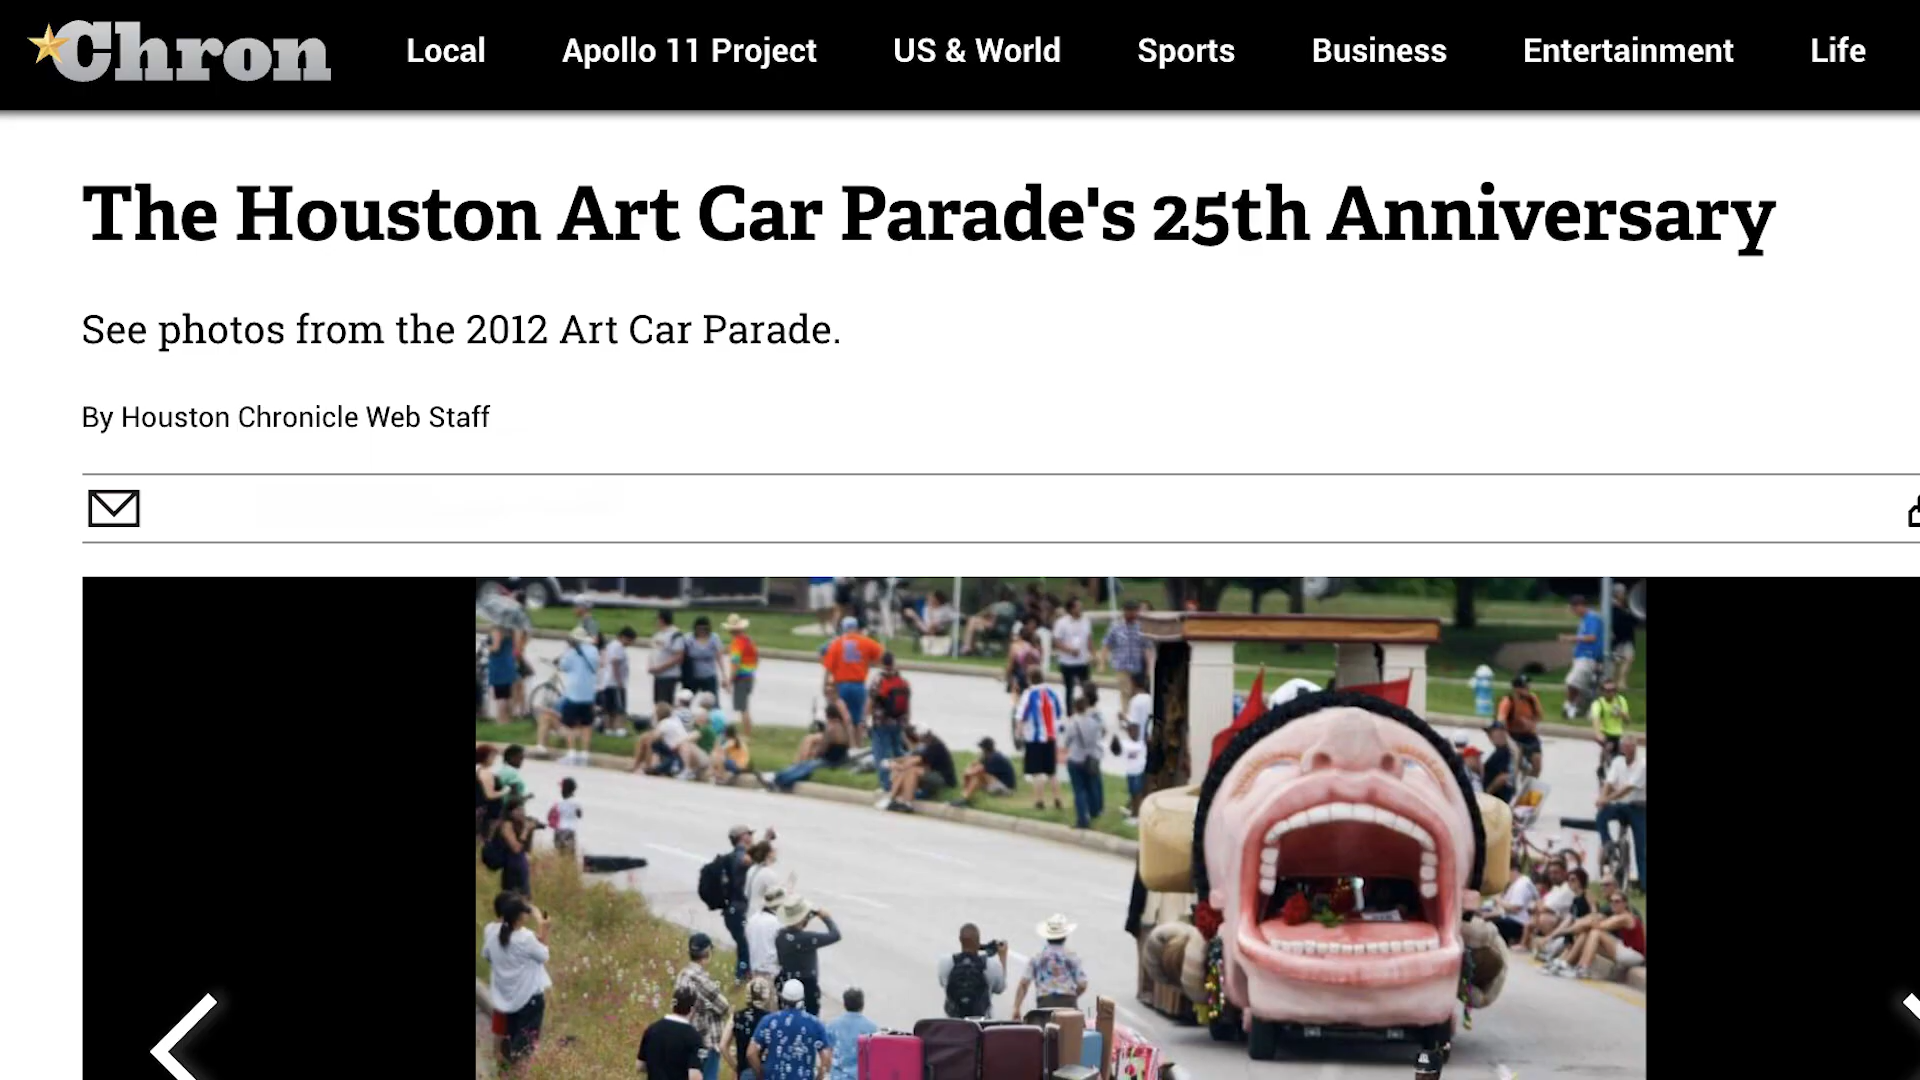 Chron
Local
Apollo 11 Project
US & World
Sports
Business
Entertainment
Life
The Houston Art Car Parade's 25th Anniversary
See photos from the 2012 Art Car Parade.
By Houston Chronicle Web Staff